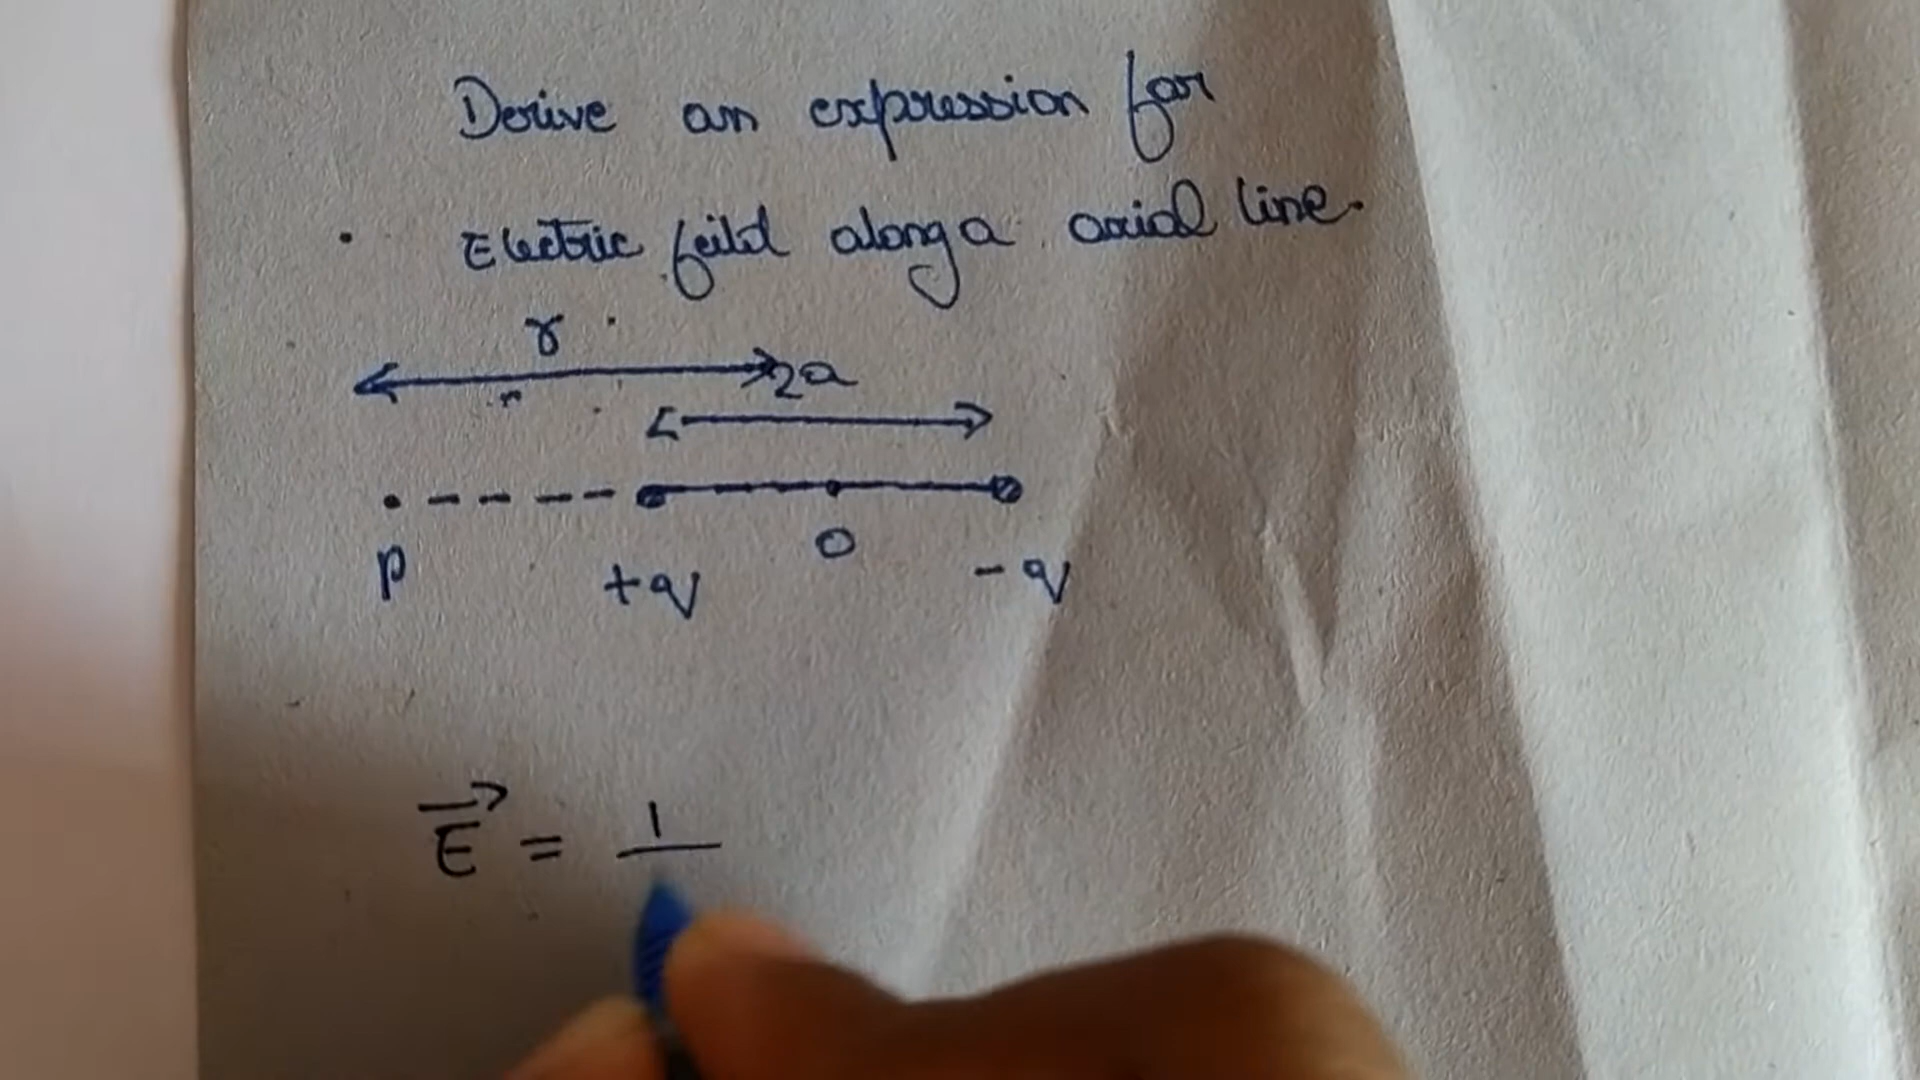 Derive an expression for
Electric feild along a axial line.
r
2a
P +q O -q
E = 1